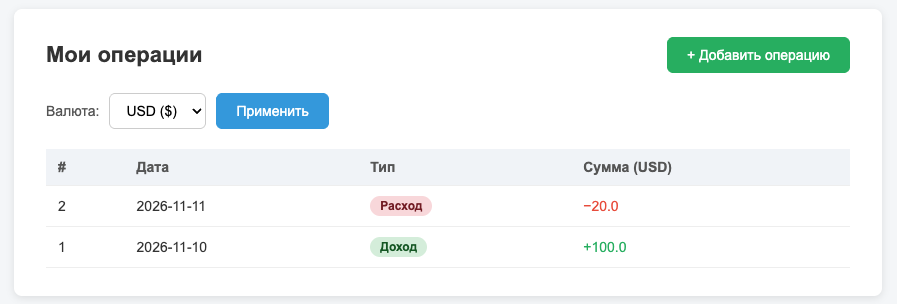 Мои операции
+ Добавить операцию
Валюта: USD ($) Применить
# Дата Тип Сумма (USD)
2 2026-11-11 Расход −20.0
1 2026-11-10 Доход +100.0